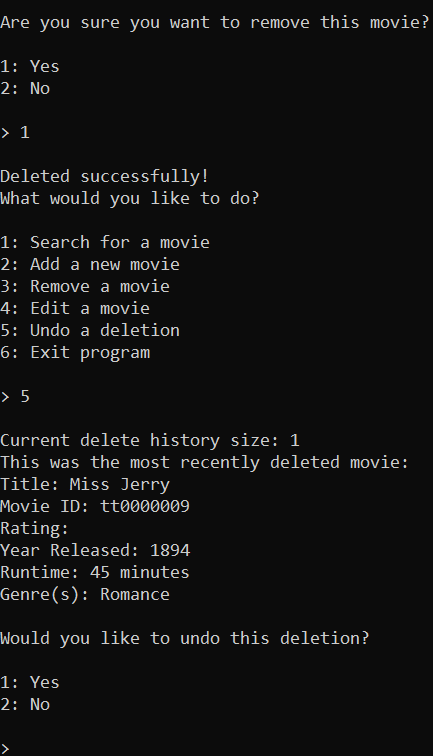 Are you sure you want to remove this movie?
1: Yes
2: No
> 1
Deleted successfully!
What would you like to do?
1: Search for a movie
2: Add a new movie
3: Remove a movie
4: Edit a movie
5: Undo a deletion
6: Exit program
> 5
Current delete history size: 1
This was the most recently deleted movie:
Title: Miss Jerry
Movie ID: tt0000009
Rating:
Year Released: 1894
Runtime: 45 minutes
Genre(s): Romance
Would you like to undo this deletion?
1: Yes
2: No
>